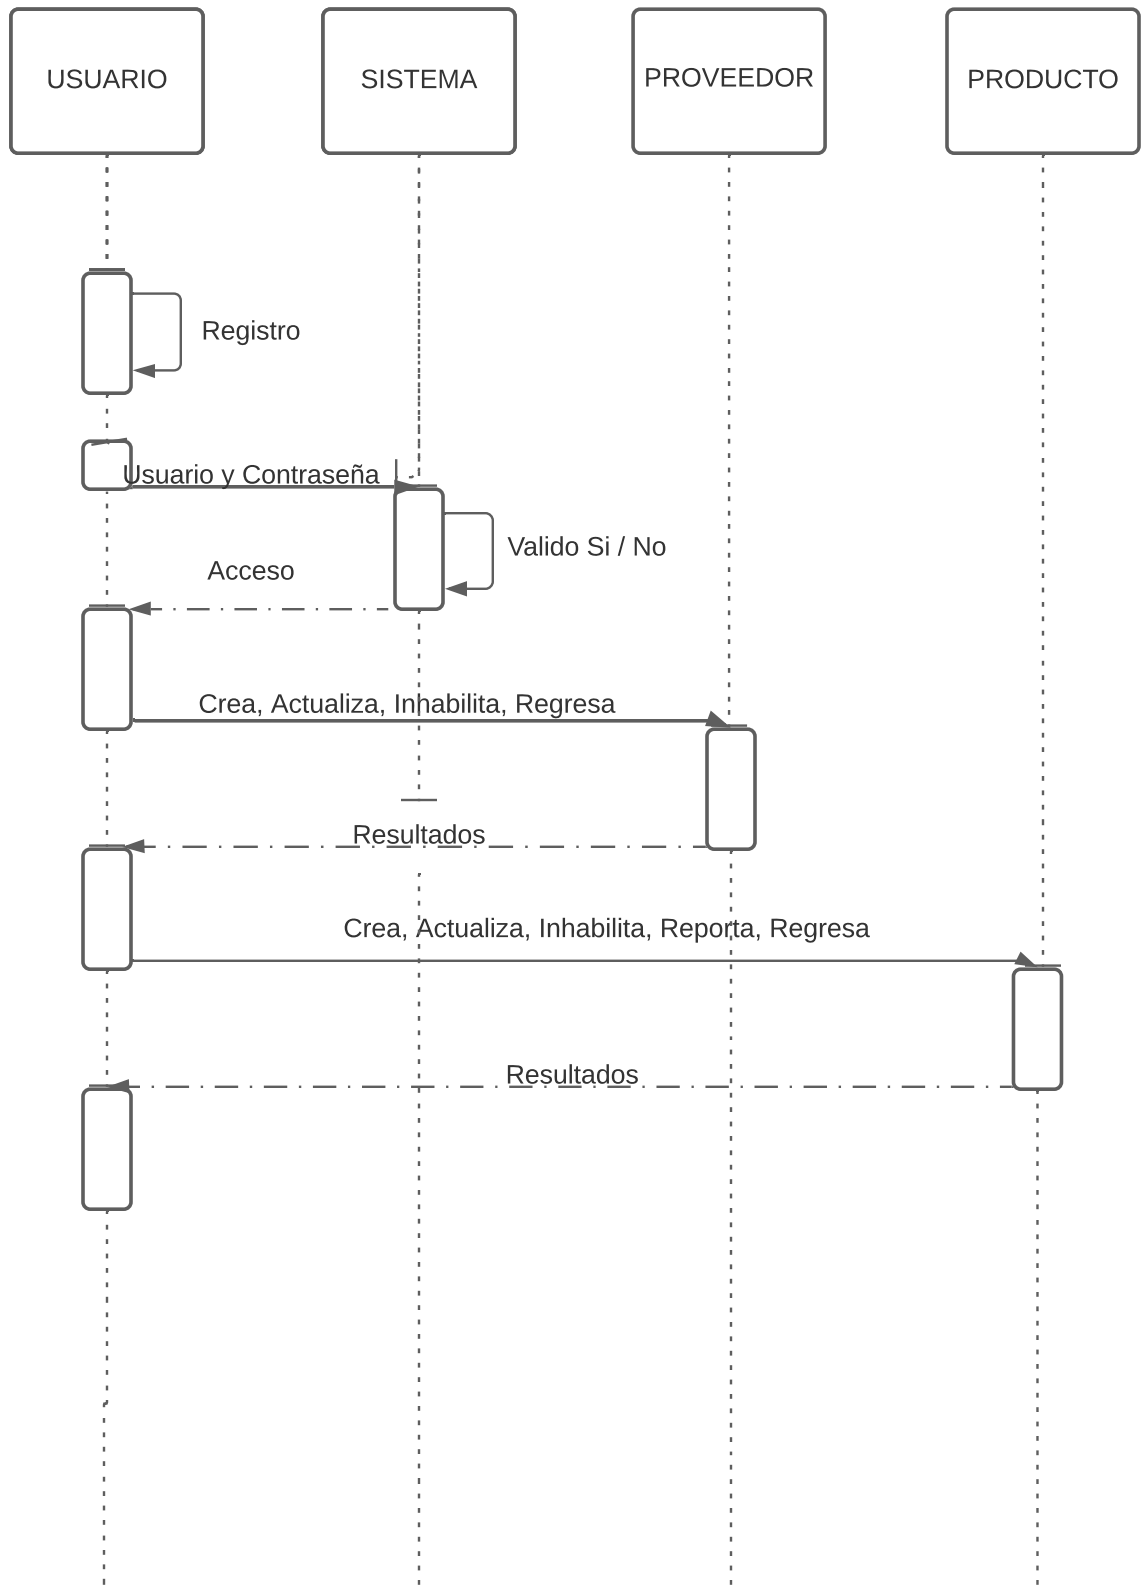 USUARIO
SISTEMA
PROVEEDOR
PRODUCTO
Registro
Usuario y Contraseña
Valido Si / No
Acceso
Crea, Actualiza, Inhabilita, Regresa
Resultados
Crea, Actualiza, Inhabilita, Reporta, Regresa
Resultados